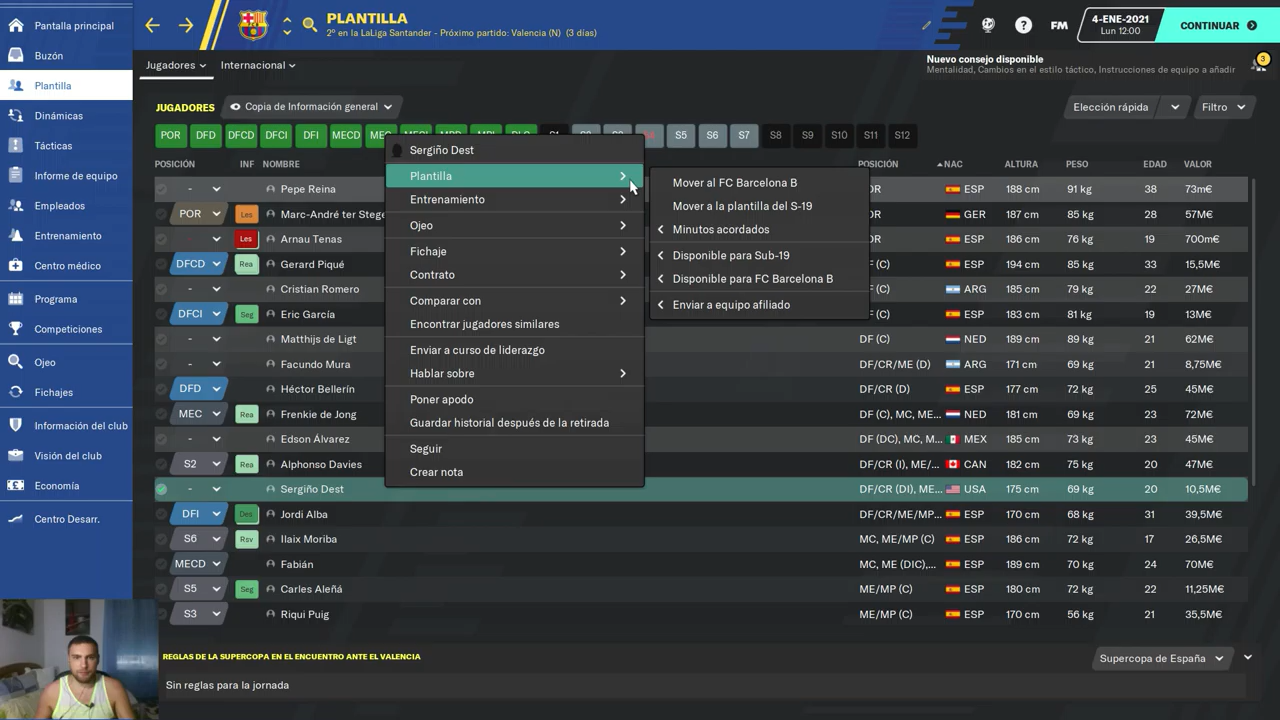 Pantalla principal
Buzón
Plantilla
Dinámicas
Tácticas
Informe de equipo
Empleados
Entrenamiento
Centro médico
Programa
Competiciones
Ojeo
Fichajes
Información del club
Visión del club
Economía
Centro Desarr.
PLANTILLA
2º en la LaLiga Santander - Próximo partido: Valencia (N) (3 días)
FM
4-ENE-2021
Lun 12:00
CONTINUAR
Jugadores
Internacional
Nuevo consejo disponible
Mentalidad, Cambios en el estilo táctico, Instrucciones de equipo a añadir
3
JUGADORES
Copia de Información general
Elección rápida
Filtro
POR DFD DFCD DFCI DFI MECD S5 S6 S7 S8 S9 S10 S11 S12
POSICIÓN INF NOMBRE POSICIÓN NAC ALTURA PESO EDAD VALOR
- Pepe Reina ESP 188 cm 91 kg 38 73m€
POR Les Marc-André ter Stege GER 187 cm 85 kg 28 57M€
Les Arnau Tenas ESP 186 cm 76 kg 19 700m€
DFCD Rea Gerard Piqué (C) ESP 194 cm 85 kg 33 15,5M€
- Cristian Romero (C) ARG 185 cm 79 kg 22 27M€
DFCI Seg Eric García (C) ESP 183 cm 81 kg 19 13M€
Matthijs de Ligt DF (C) NED 189 cm 89 kg 21 62M€
- Facundo Mura DF/CR/ME (D) ARG 171 cm 69 kg 21 8,75M€
DFD Héctor Bellerín DF/CR (D) ESP 177 cm 72 kg 25 45M€
MEC Rea Frenkie de Jong DF (C), MC, ME... NED 181 cm 69 kg 23 72M€
- Edson Álvarez DF (DC), MC, M... MEX 185 cm 73 kg 23 45M€
S2 Rea Alphonso Davies DF/CR (I), ME/... CAN 182 cm 75 kg 20 47M€
- Sergiño Dest DF/CR (DI), ME... USA 175 cm 69 kg 20 10,5M€
DFI Des Jordi Alba DF/CR/ME/MP... ESP 170 cm 68 kg 31 39,5M€
S6 Rsv Ilaix Moriba MC, ME/MP (C) ESP 186 cm 72 kg 17 26,5M€
MECD Fabián MC, ME (DIC),... ESP 189 cm 70 kg 24 70M€
S5 Seg Carles Aleñá ME/MP (C) ESP 180 cm 72 kg 22 11,25M€
S3 Riqui Puig ME/MP (C) ESP 170 cm 56 kg 21 35,5M€
Sergiño Dest
Plantilla
Entrenamiento
Ojeo
Fichaje
Contrato
Comparar con
Encontrar jugadores similares
Enviar a curso de liderazgo
Hablar sobre
Poner apodo
Guardar historial después de la retirada
Seguir
Crear nota
Mover al FC Barcelona B
Mover a la plantilla del S-19
Minutos acordados
Disponible para Sub-19
Disponible para FC Barcelona B
Enviar a equipo afiliado
REGLAS DE LA SUPERCOPA EN EL ENCUENTRO ANTE EL VALENCIA
Supercopa de España
Sin reglas para la jornada